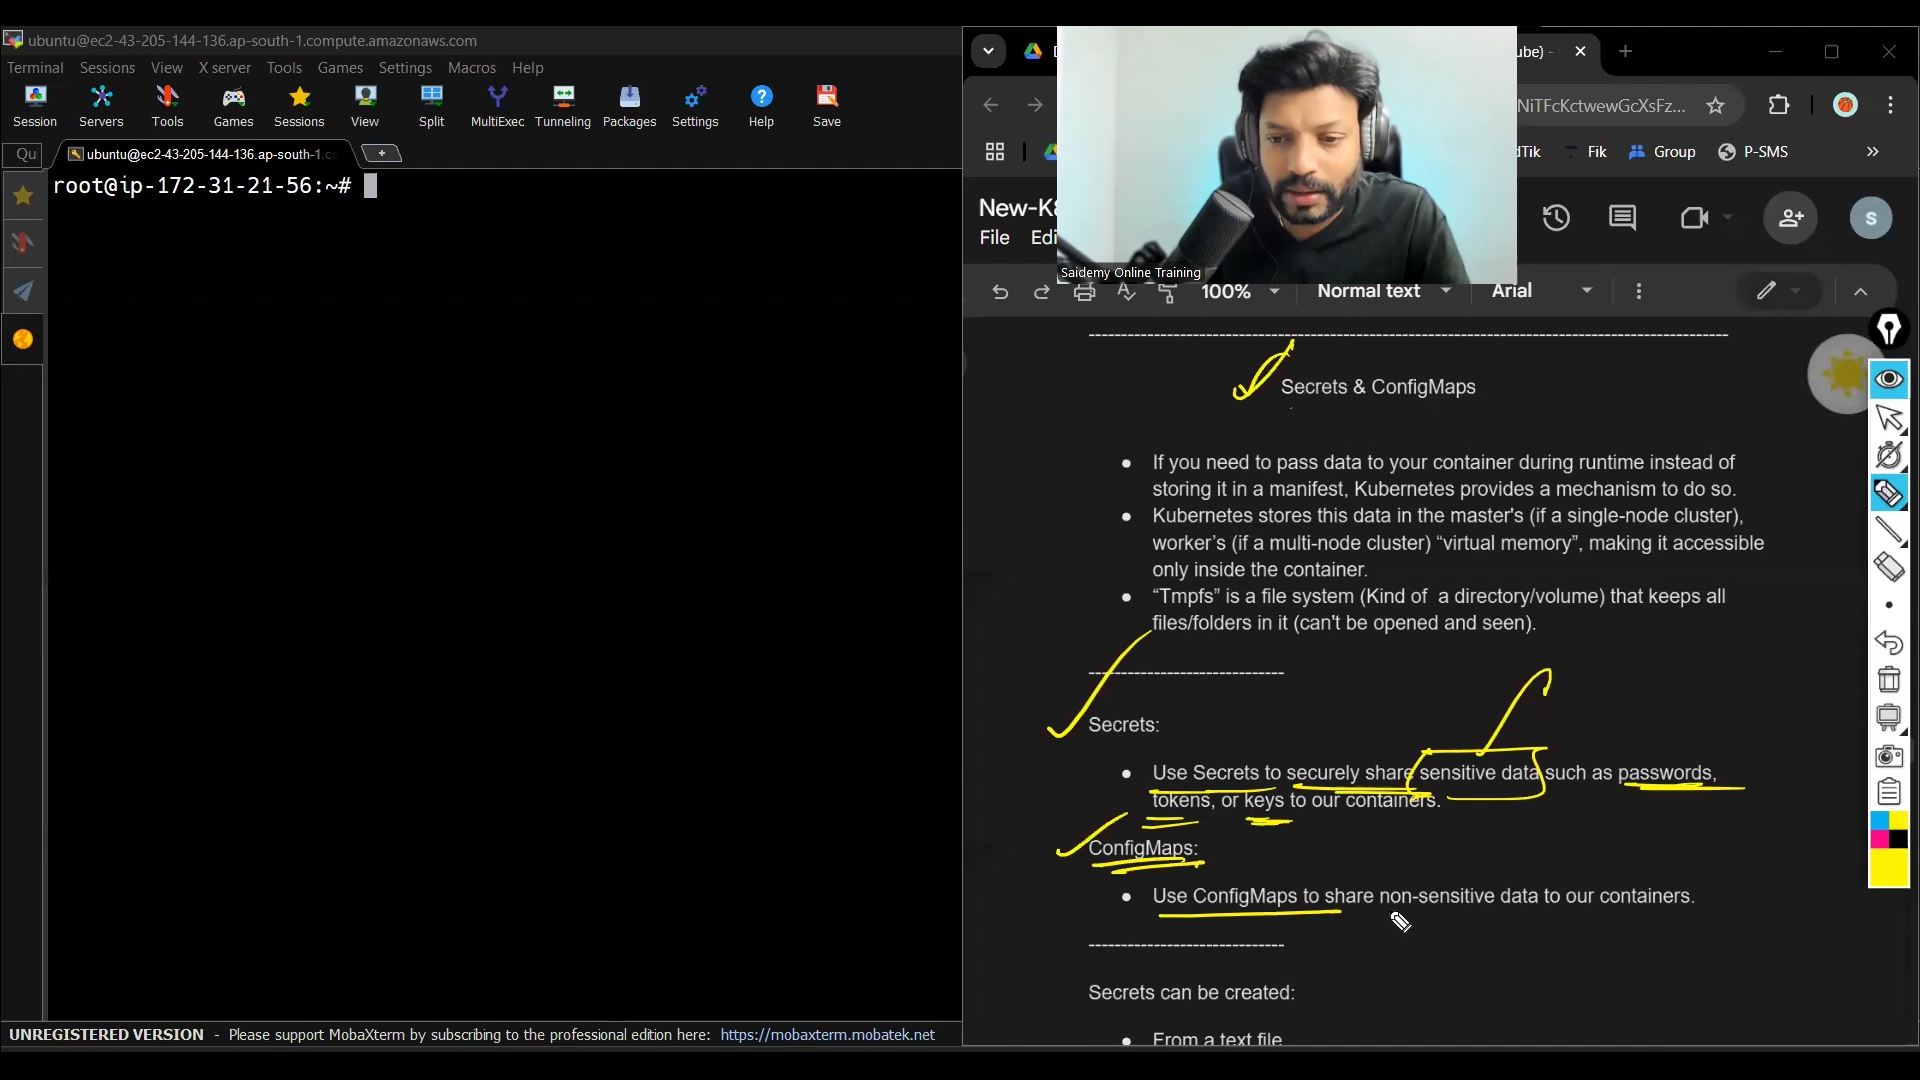 ubuntu@ec2-43-205-144-136.ap-south-1.compute.amazonaws.com
Terminal Sessions View X server Tools Games Settings Macros Help
Session Servers Tools Games Sessions View Split MultiExec Tunneling Packages Settings Help Save
Qu
ubuntu@ec2-43-205-144-136.ap-south-1.
root@ip-172-31-21-56:~#
UNREGISTERED VERSION - Please support MobaXterm by subscribing to the professional edition here: https://mobaxterm.mobatek.net
ube) -
NiTFcKctwewGcXsFz...
dTik Fik Group P-SMS
New-K8
S
File Edi
Saidemy Online Training
100% Normal text Arial
--------------------------------------------------------------------------------------------------
Secrets & ConfigMaps
● If you need to pass data to your container during runtime instead of
storing it in a manifest, Kubernetes provides a mechanism to do so.
● Kubernetes stores this data in the master's (if a single-node cluster),
worker’s (if a multi-node cluster) “virtual memory”, making it accessible
only inside the container.
● “Tmpfs” is a file system (Kind of a directory/volume) that keeps all
files/folders in it (can't be opened and seen).
------------------------------
Secrets:
● Use Secrets to securely share sensitive data such as passwords,
tokens, or keys to our containers.
ConfigMaps:
● Use ConfigMaps to share non-sensitive data to our containers.
------------------------------
Secrets can be created:
● From a text file